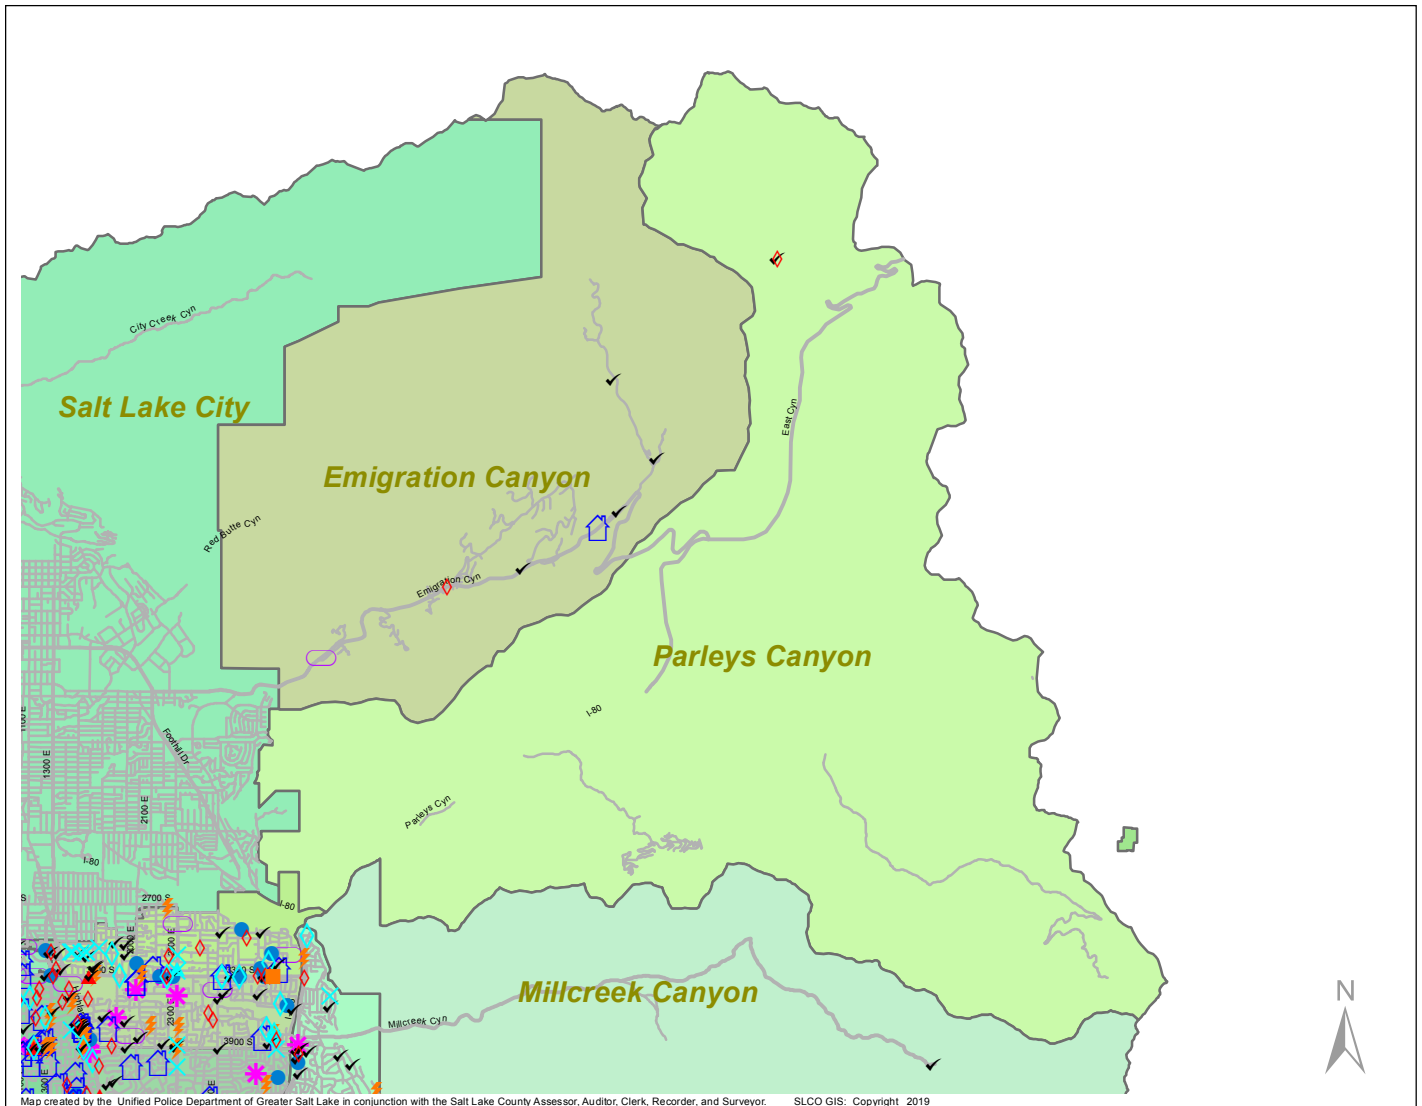 City Creek Cyn
Salt Lake City
East Cyn
Emigration Canyon
Red Butte Cyn
Emigration Cyn
Parleys Canyon
I-80
Foothill Dr
1300 E
2100 E
Parleys Cyn
I-80
2700 S
I-80
S
Millcreek Canyon
N
2300 E
Millcreek Cyn
3900 S
Map created by the Unified Police Department of Greater Salt Lake in conjunction with the Salt Lake County Assessor, Auditor, Clerk, Recorder, and Surveyor. SLCO GIS: Copyright 2019